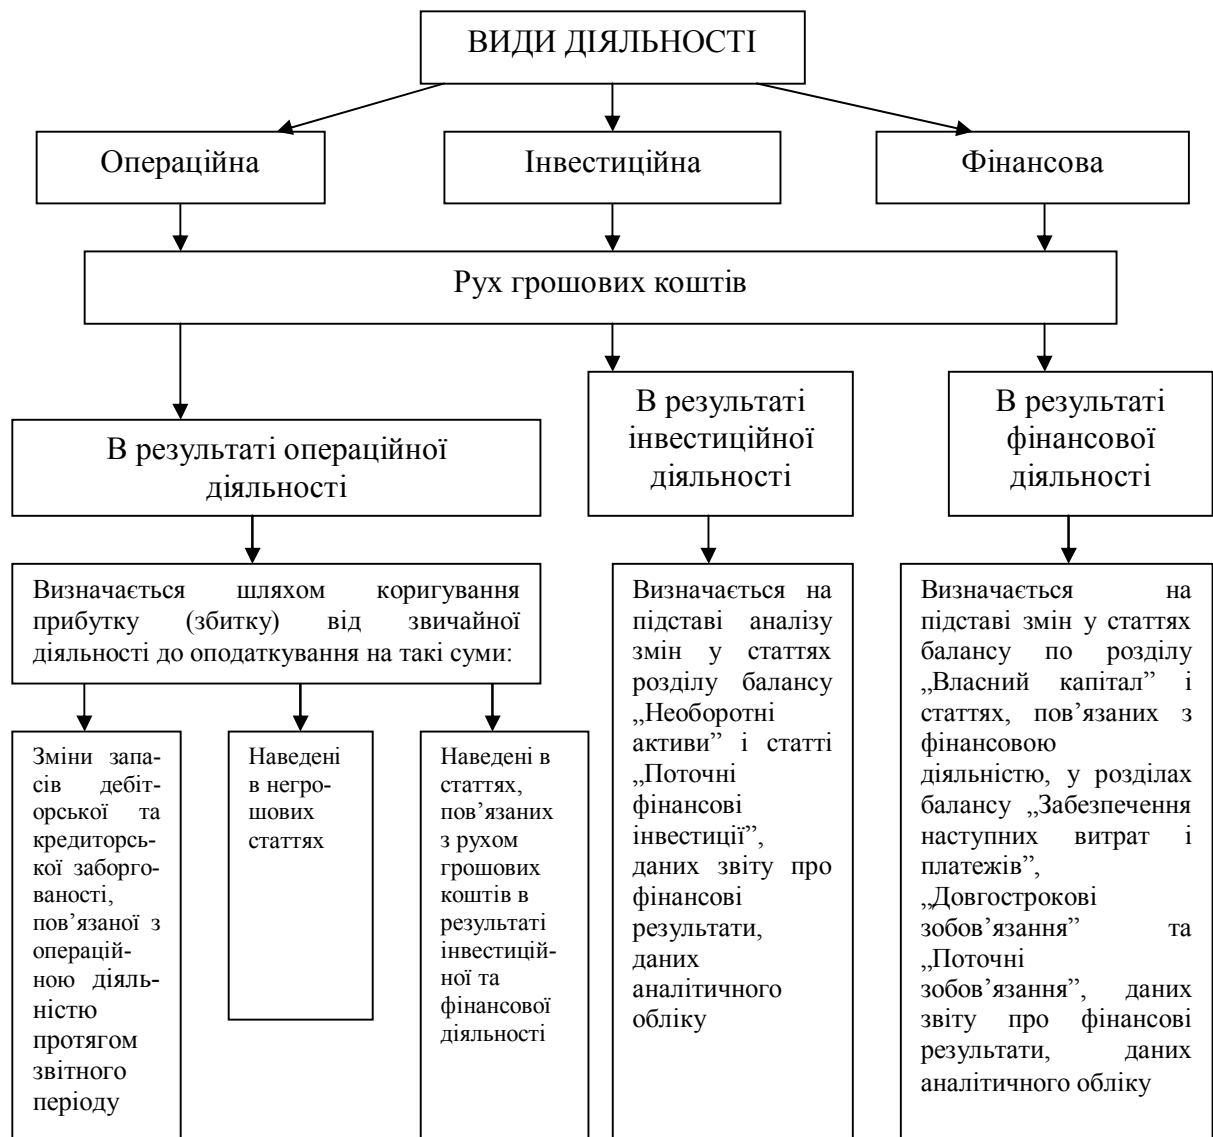 ВИДИ ДІЯЛЬНОСТІ
Операційна
Інвестиційна
Фінансова
Рух грошових коштів
В результаті операційної
діяльності
В результаті
інвестиційної
діяльності
В результаті
фінансової
діяльності
Визначається шляхом коригування
прибутку (збитку) від звичайної
діяльності до оподаткування на такі суми:
Зміни запа-
сів дебіт-
орської та
кредиторсь-
кої заборго-
ваності,
пов’язаної з
операцій-
ною діяль-
ністю
протягом
звітного
періоду
Наведені
в негро-
шових
статтях
Наведені в
статтях,
пов’язаних
з рухом
грошових
коштів в
результаті
інвестицій-
ної та
фінансової
діяльності
Визначається на
підставі аналізу
змін у статтях
розділу балансу
„Необоротні
активи” і статті
„Поточні
фінансові
інвестиції”,
даних звіту про
фінансові
результати,
даних
аналітичного
обліку
Визначається на
підставі змін у статтях
балансу по розділу
„Власний капітал” і
статтях, пов’язаних з
фінансовою
діяльністю, у розділах
балансу „Забезпечення
наступних витрат і
платежів”,
„Довгострокові
зобов’язання” та
„Поточні
зобов’язання”, даних
звіту про фінансові
результати, даних
аналітичного обліку